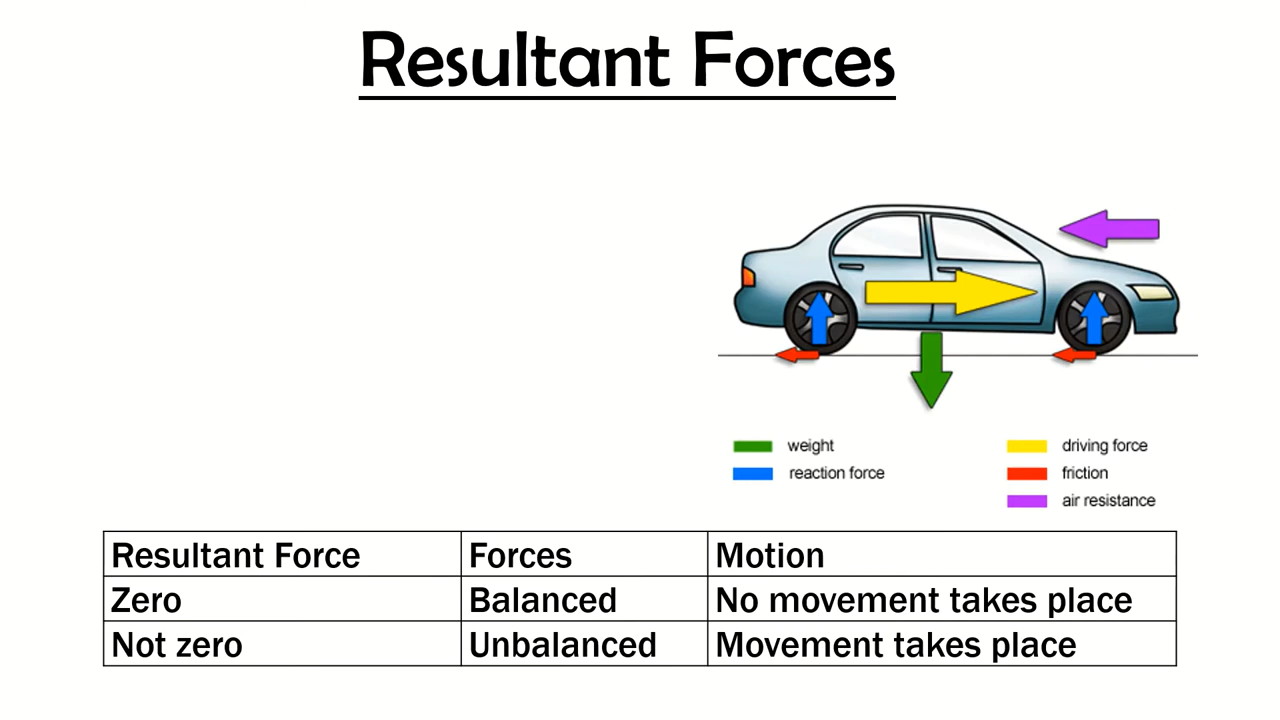 Resultant Forces
weight
driving force
reaction force
friction
air resistance
Resultant Force Forces Motion
Zero Balanced No movement takes place
Not zero Unbalanced Movement takes place